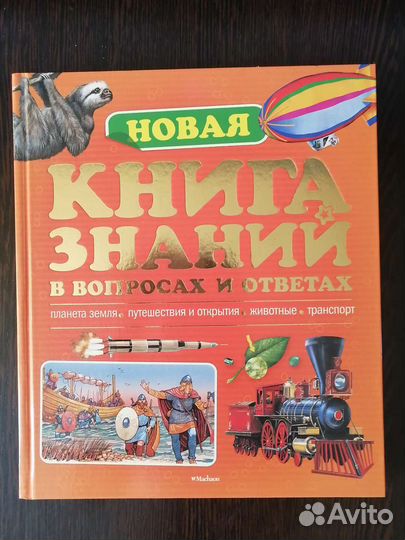 НОВАЯ
КНИГА
ЗНАНИЙ
В ВОПРОСАХ И ОТВЕТАХ
планета земля • путешествия и открытия • животные • транспорт
Machaon
Avito